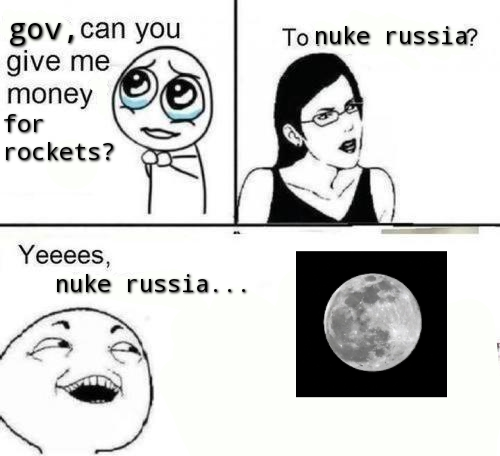 gov, can you
give me
money
for
rockets?
To nuke russia?
Yeeees,
nuke russia...